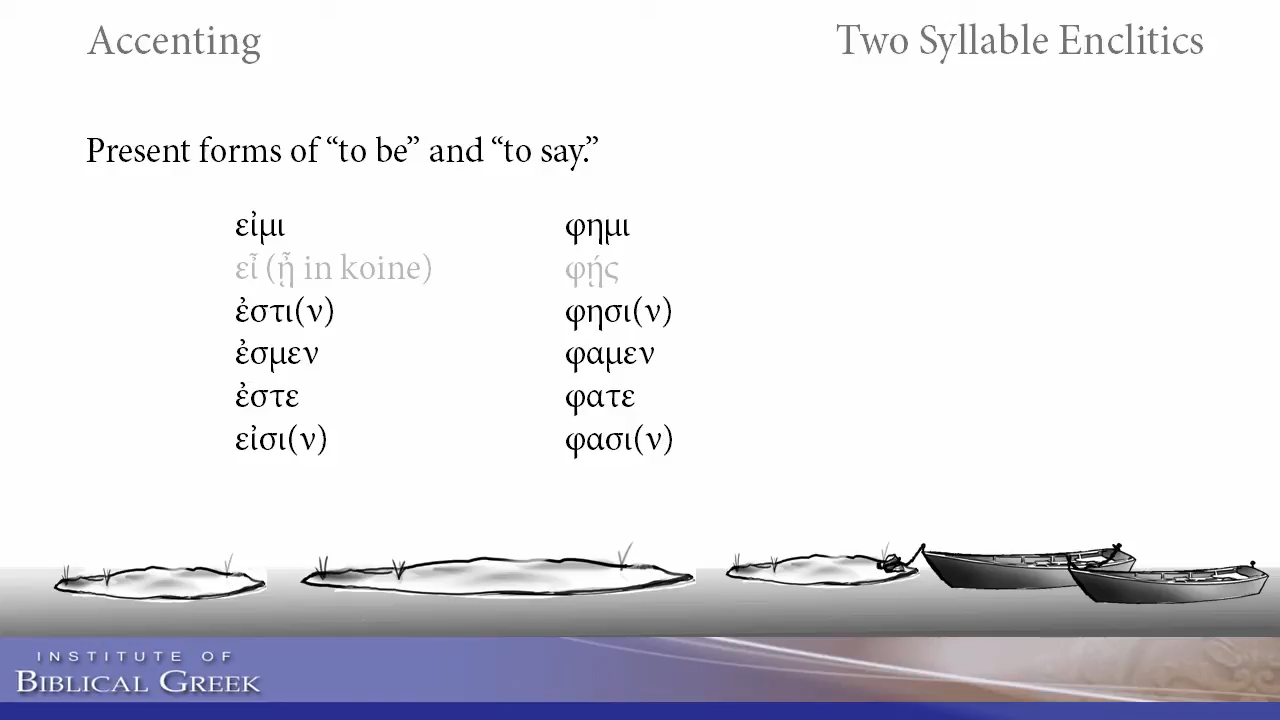 Accenting
Two Syllable Enclitics
Present forms of “to be” and “to say.”
εἰμι φημι
εἶ (ᾖ in koine) φῄς
ἐστι(ν) φησι(ν)
ἐσμεν φαμεν
ἐστε φατε
εἰσι(ν) φασι(ν)
INSTITUTE OF
BIBLICAL GREEK